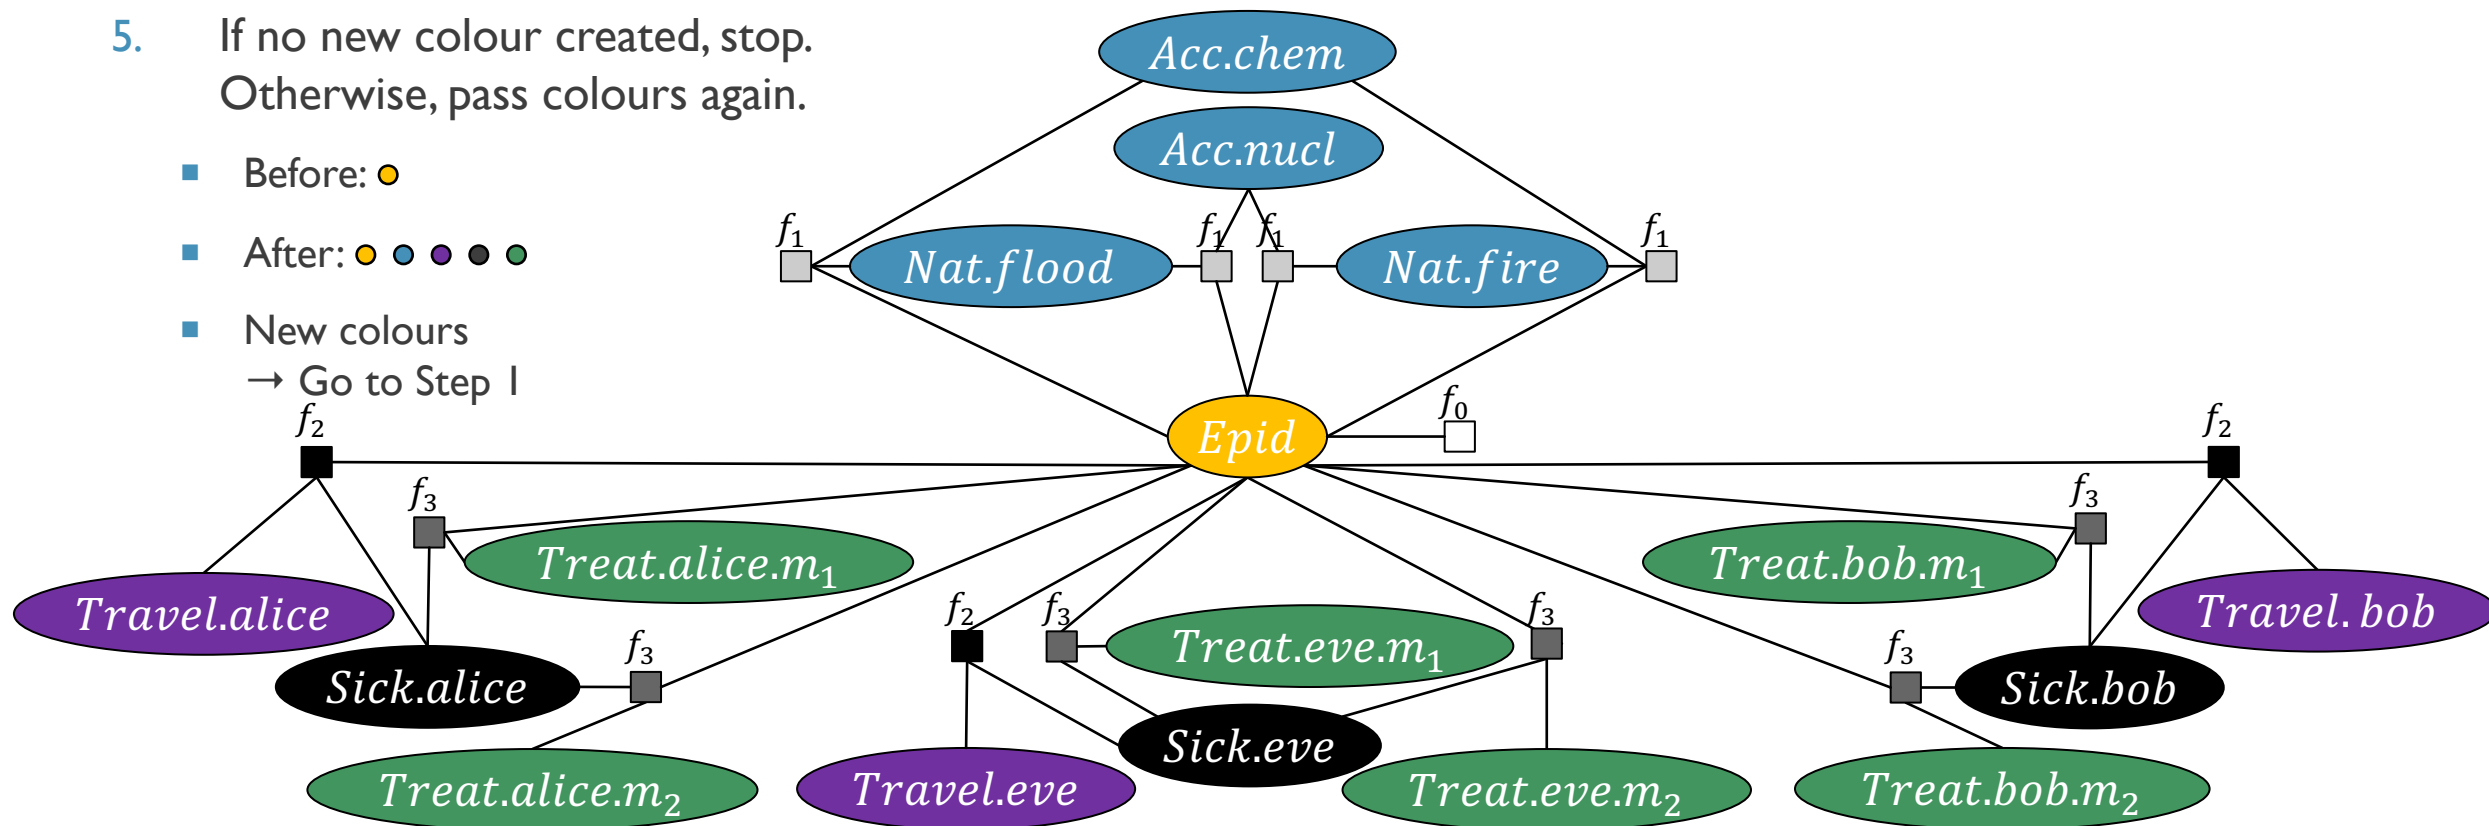 5. If no new colour created, stop.
Otherwise, pass colours again.
▪ Before:
▪ After:
▪ New colours
→ Go to Step 1
Acc.chem
Acc.nucl
f₁
Nat.flood
f₁
f₁
Nat.fire
f₁
Epid
f₀
f₂
f₂
f₃
f₃
Treat.alice.m₁
Treat.bob.m₁
Travel.alice
f₂
f₃
Treat.eve.m₁
f₃
Travel. bob
Sick.alice
f₃
f₃
Sick.bob
Sick.eve
Treat.alice.m₂
Travel.eve
Treat.eve.m₂
Treat.bob.m₂